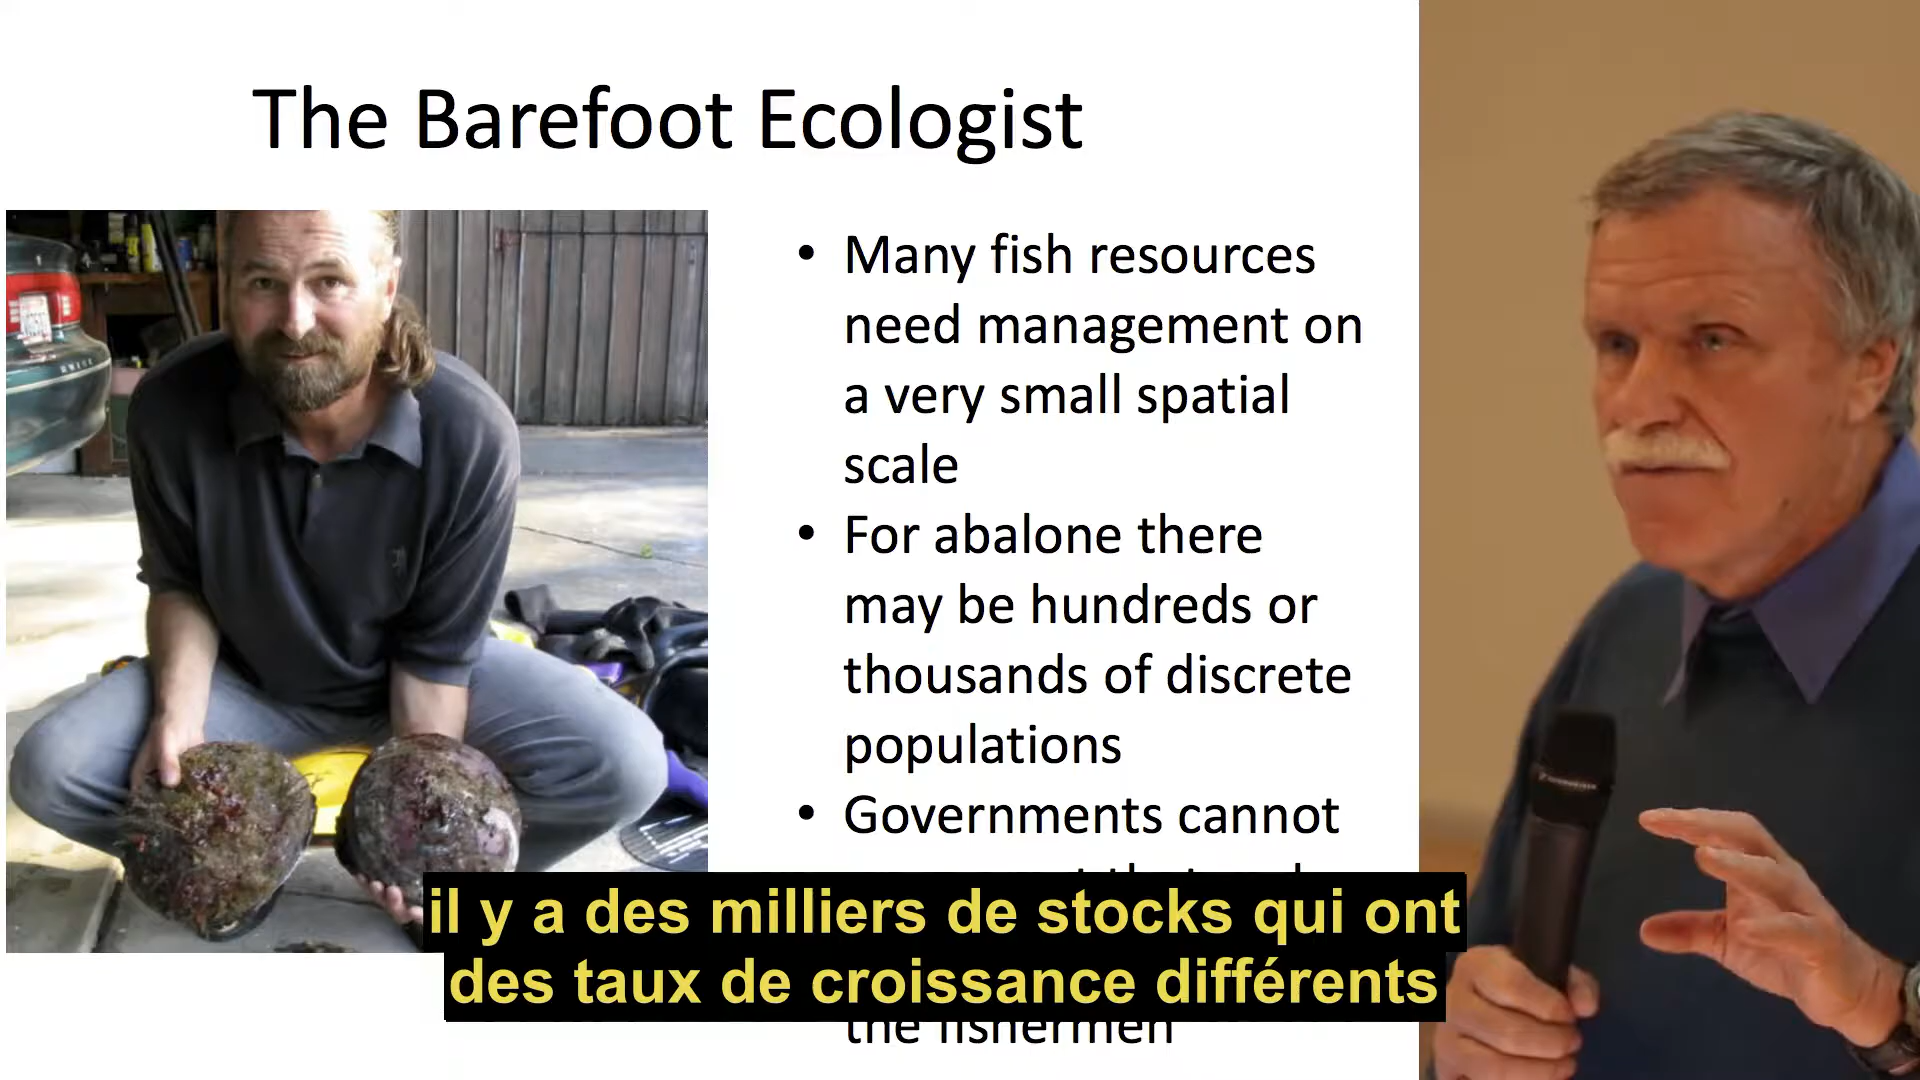 The Barefoot Ecologist
• Many fish resources
need management on
a very small spatial
scale
• For abalone there
may be hundreds or
thousands of discrete
populations
• Governments cannot
il y a des milliers de stocks qui ont
des taux de croissance différents
the fishermen